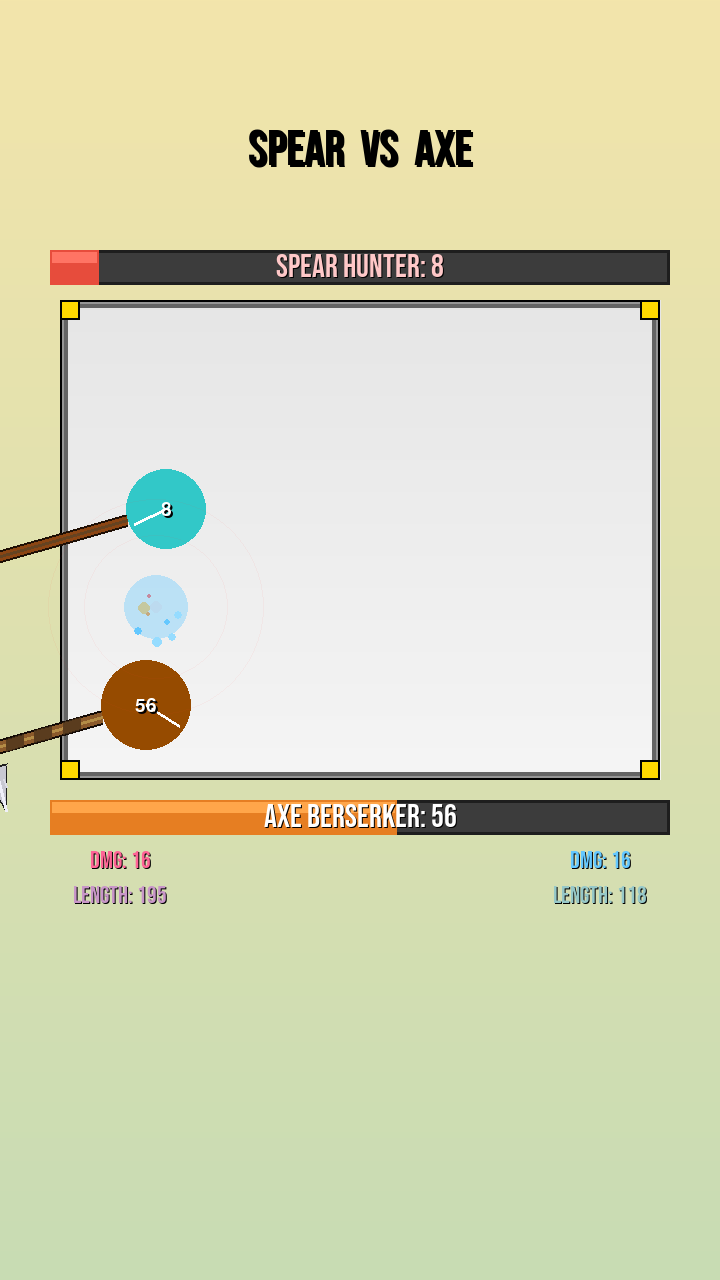 SPEAR VS AXE
SPEAR HUNTER: 8
8
56
AXE BERSERKER: 56
DMG: 16
DMG: 16
LENGTH: 195
LENGTH: 118